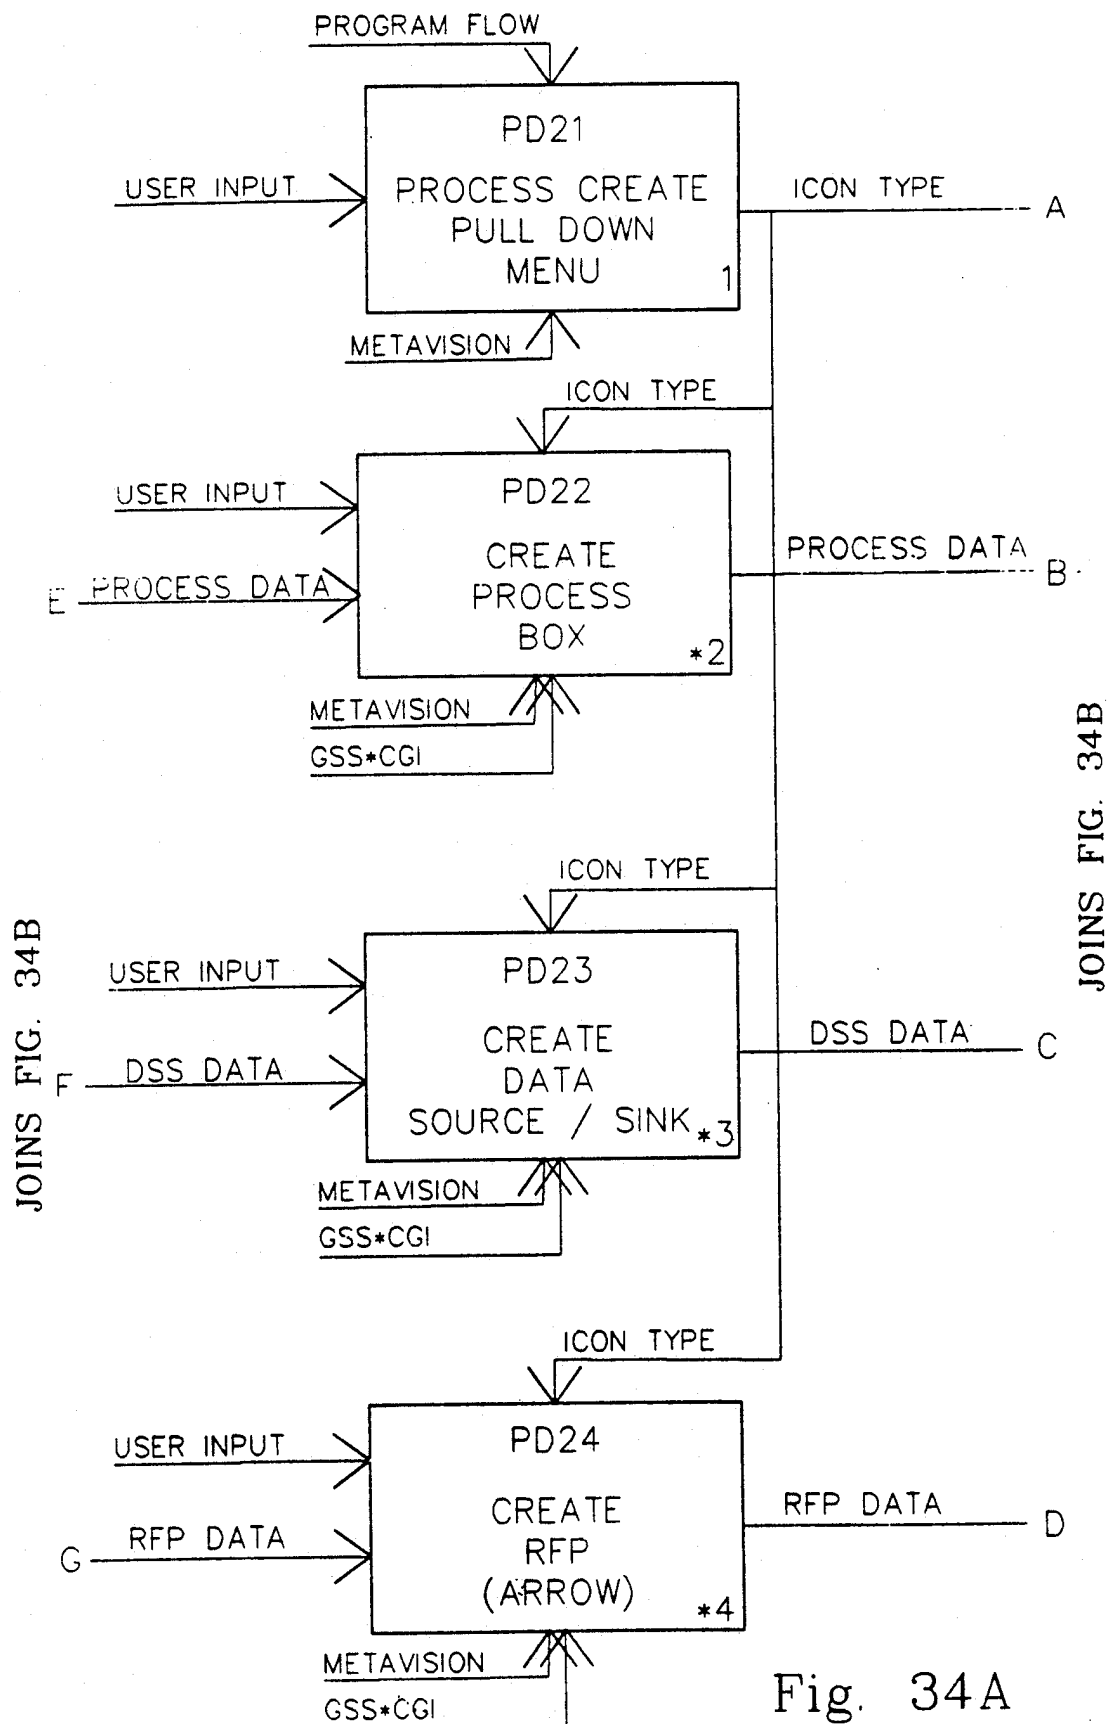 PROGRAM FLOW
PD21
USER INPUT
PROCESS CREATE
PULL DOWN
MENU
1
ICON TYPE
A
METAVISION
ICON TYPE
PD22
USER INPUT
CREATE
PROCESS
BOX
*2
E PROCESS DATA
PROCESS DATA
B
METAVISION
GSS*CGI
JOINS FIG. 34B
JOINS FIG. 34B
ICON TYPE
PD23
USER INPUT
CREATE
DATA
SOURCE / SINK
*3
F DSS DATA
DSS DATA
C
METAVISION
GSS*CGI
ICON TYPE
PD24
USER INPUT
CREATE
RFP
(ARROW)
*4
G RFP DATA
RFP DATA
D
METAVISION
GSS*CGI
Fig. 34A